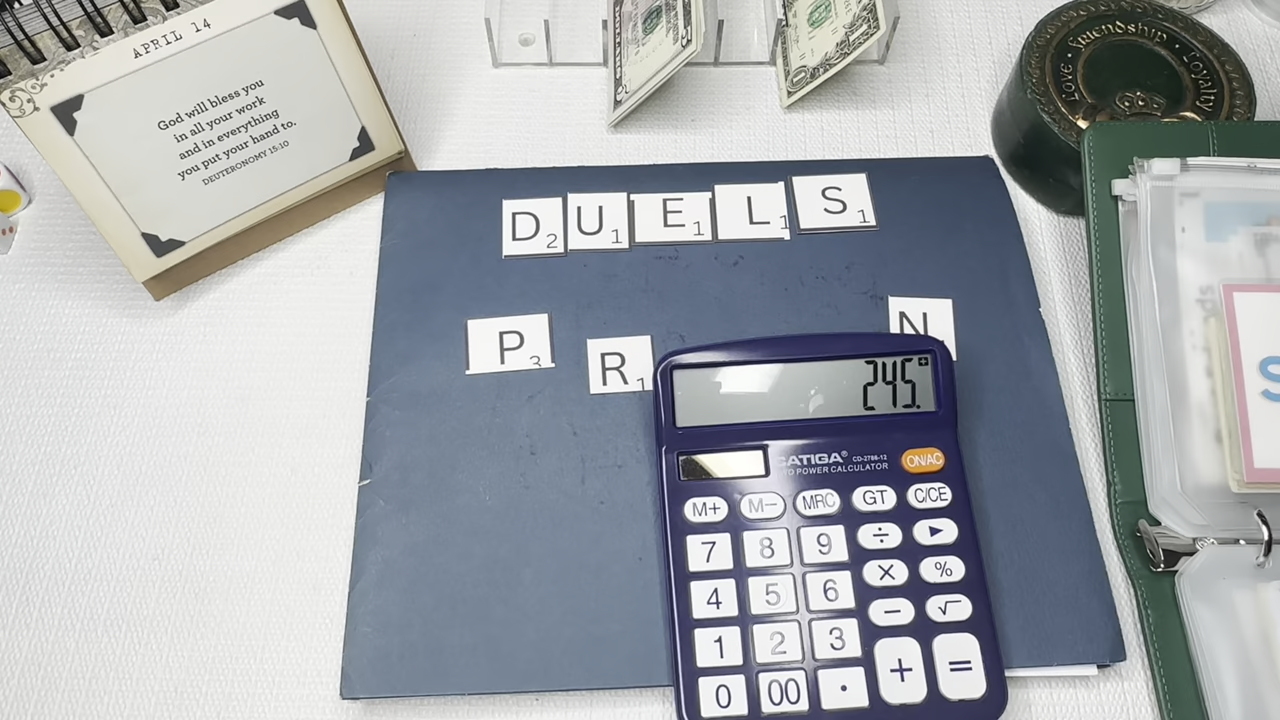 APRIL 14
God will bless you
in all your work
and in everything
you put your hand to.
DEUTERONOMY 15:10
LOVE · FRIENDSHIP · LOYALTY
D2 U1 E1 L1 S1
P3 R1 N
245.
CATIGA® CD-2786-12
POWER CALCULATOR
ON/AC
M+ M− MRC GT C/CE
7 8 9 ÷ ▶
4 5 6 × %
1 2 3 − √
0 00 · + =
S